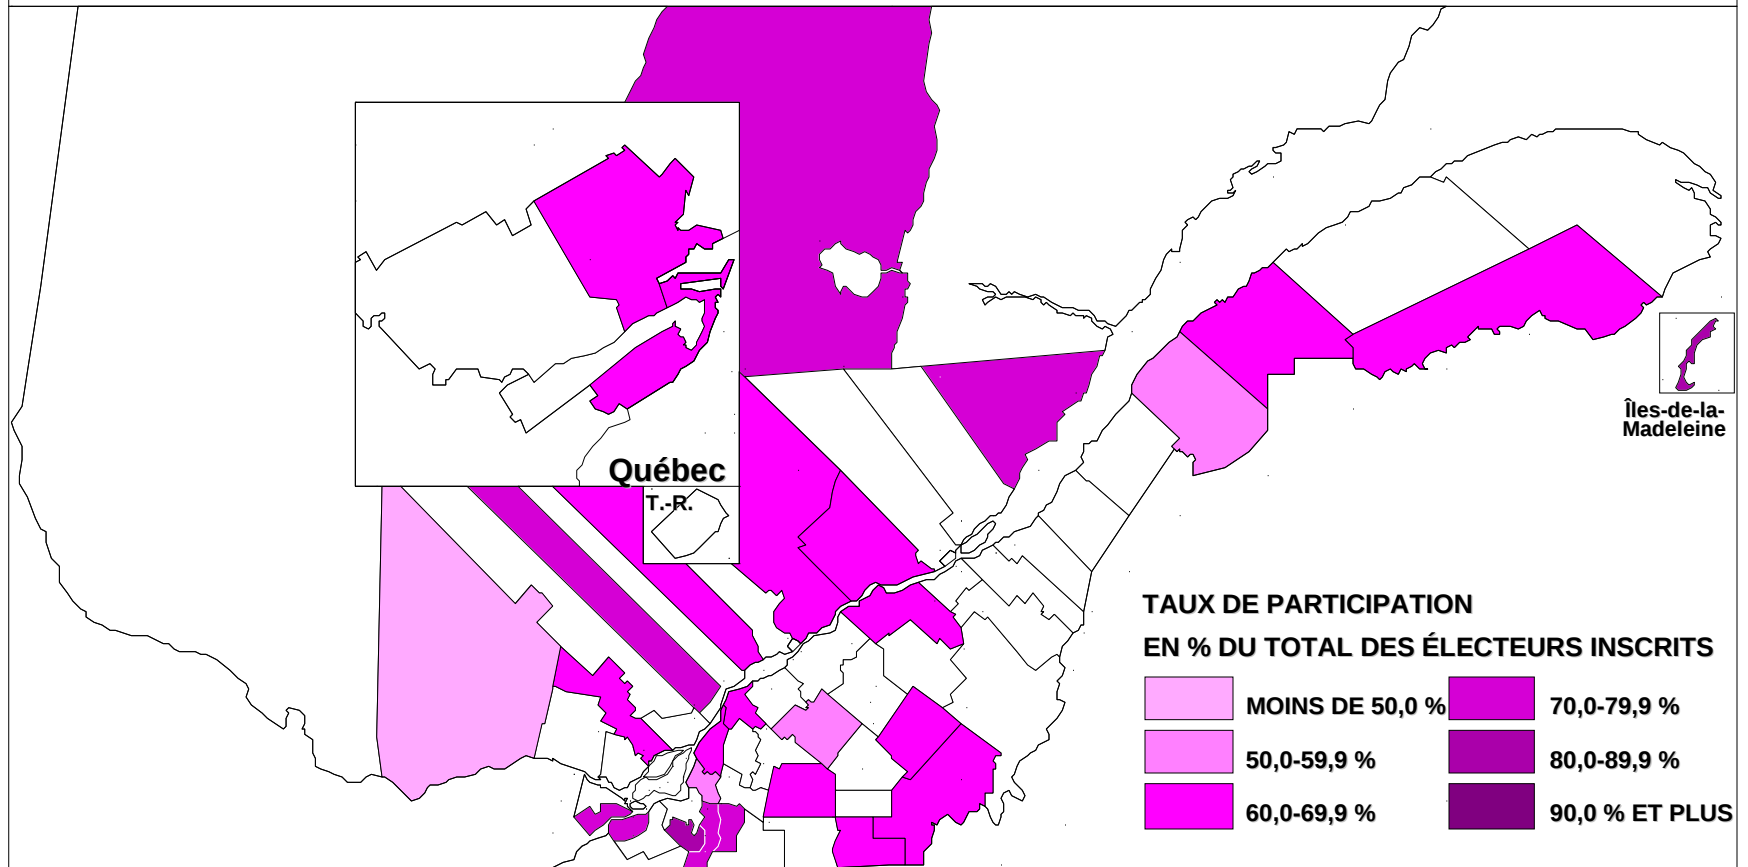 Québec
T.-R.
Îles-de-la-
Madeleine
TAUX DE PARTICIPATION
EN % DU TOTAL DES ÉLECTEURS INSCRITS
MOINS DE 50,0 %
50,0-59,9 %
60,0-69,9 %
70,0-79,9 %
80,0-89,9 %
90,0 % ET PLUS